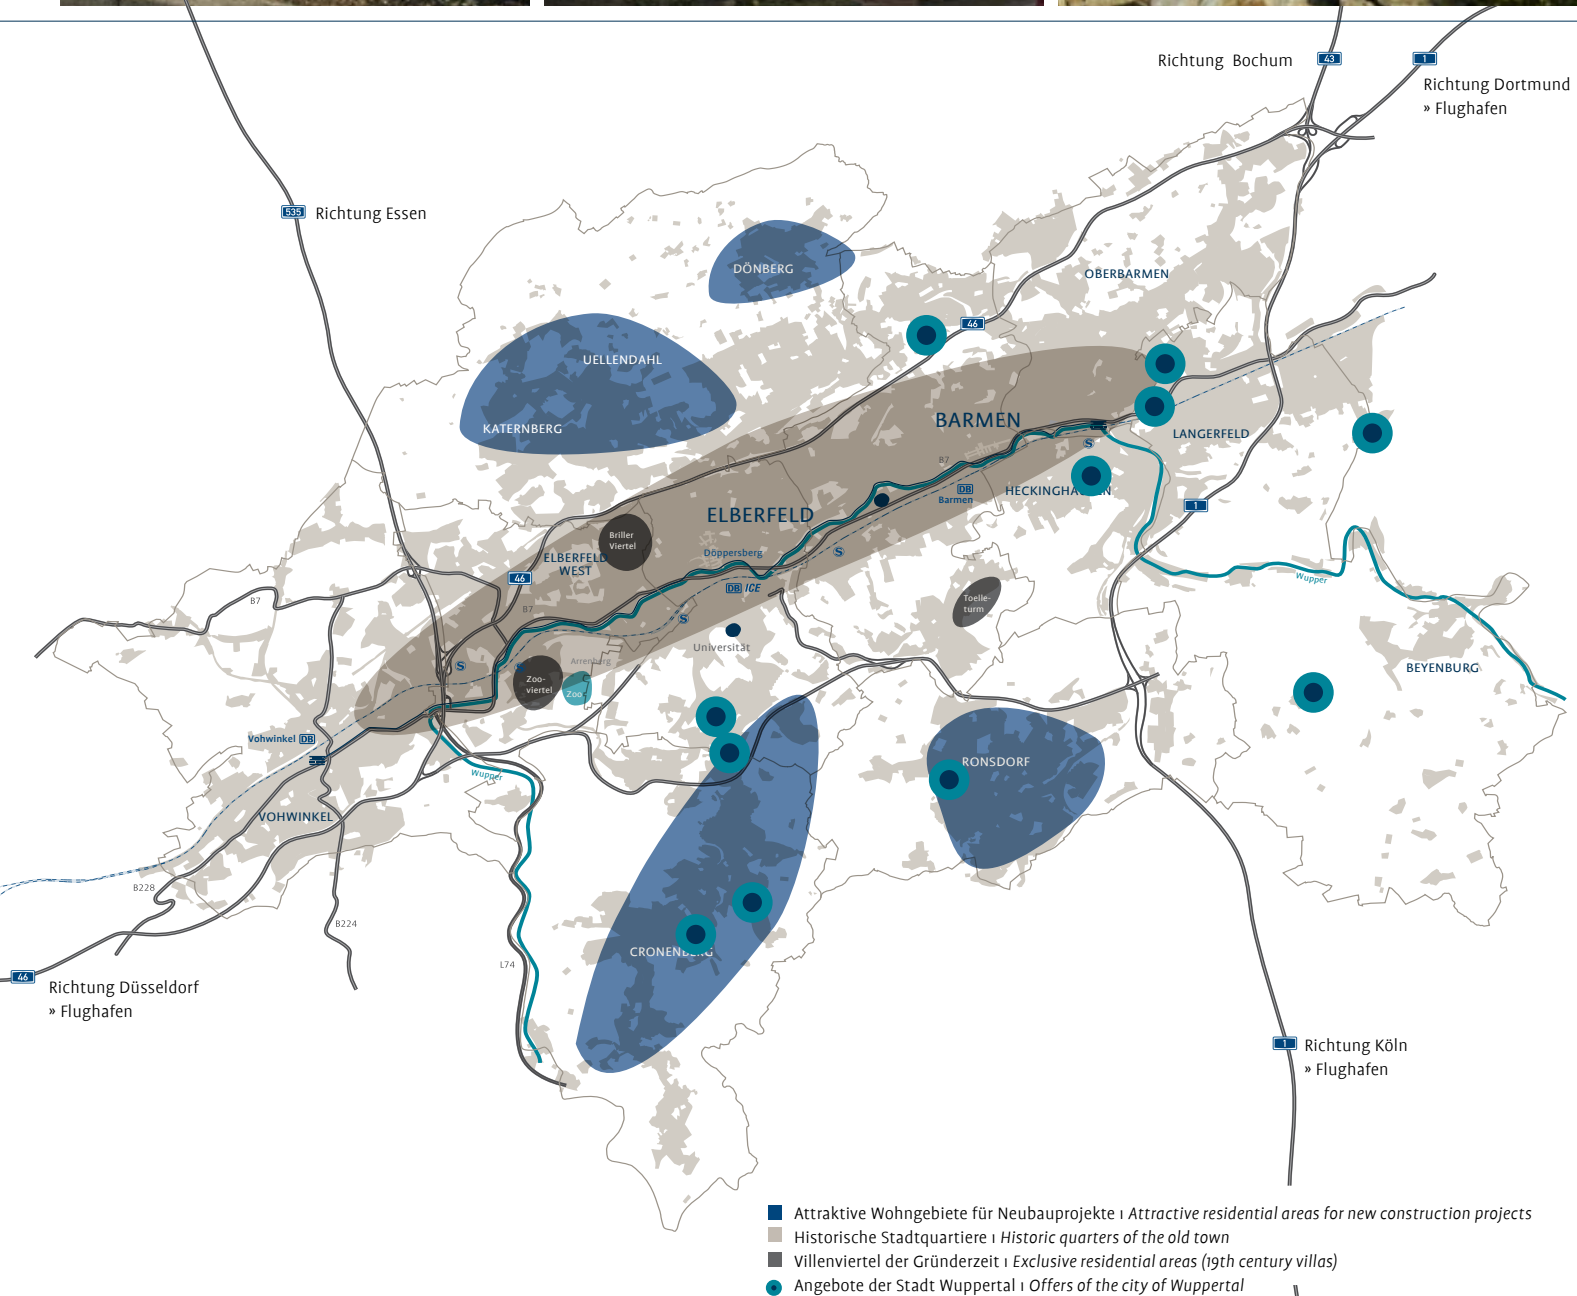 Richtung Bochum
43
1
Richtung Dortmund
» Flughafen
535
Richtung Essen
DÖNBERG
OBERBARMEN
46
UELLENDAHL
KATERNBERG
BARMEN
LANGERFELD
B7
S
DB
Barmen
HECKINGHAUSEN
1
ELBERFELD
Briller
Viertel
ELBERFELD
WEST
Döppersberg
S
46
DB ICE
B7
B7
Toelle-
turm
Wupper
S
Universität
Arrenberg
S
Zoo-
viertel
Zoo
BEYENBURG
Vohwinkel DB
Wupper
RONSDORF
VOHWINKEL
B228
B224
CRONENBERG
L74
46
Richtung Düsseldorf
» Flughafen
1
Richtung Köln
» Flughafen
Attraktive Wohngebiete für Neubauprojekte ı Attractive residential areas for new construction projects
Historische Stadtquartiere ı Historic quarters of the old town
Villenviertel der Gründerzeit ı Exclusive residential areas (19th century villas)
Angebote der Stadt Wuppertal ı Offers of the city of Wuppertal